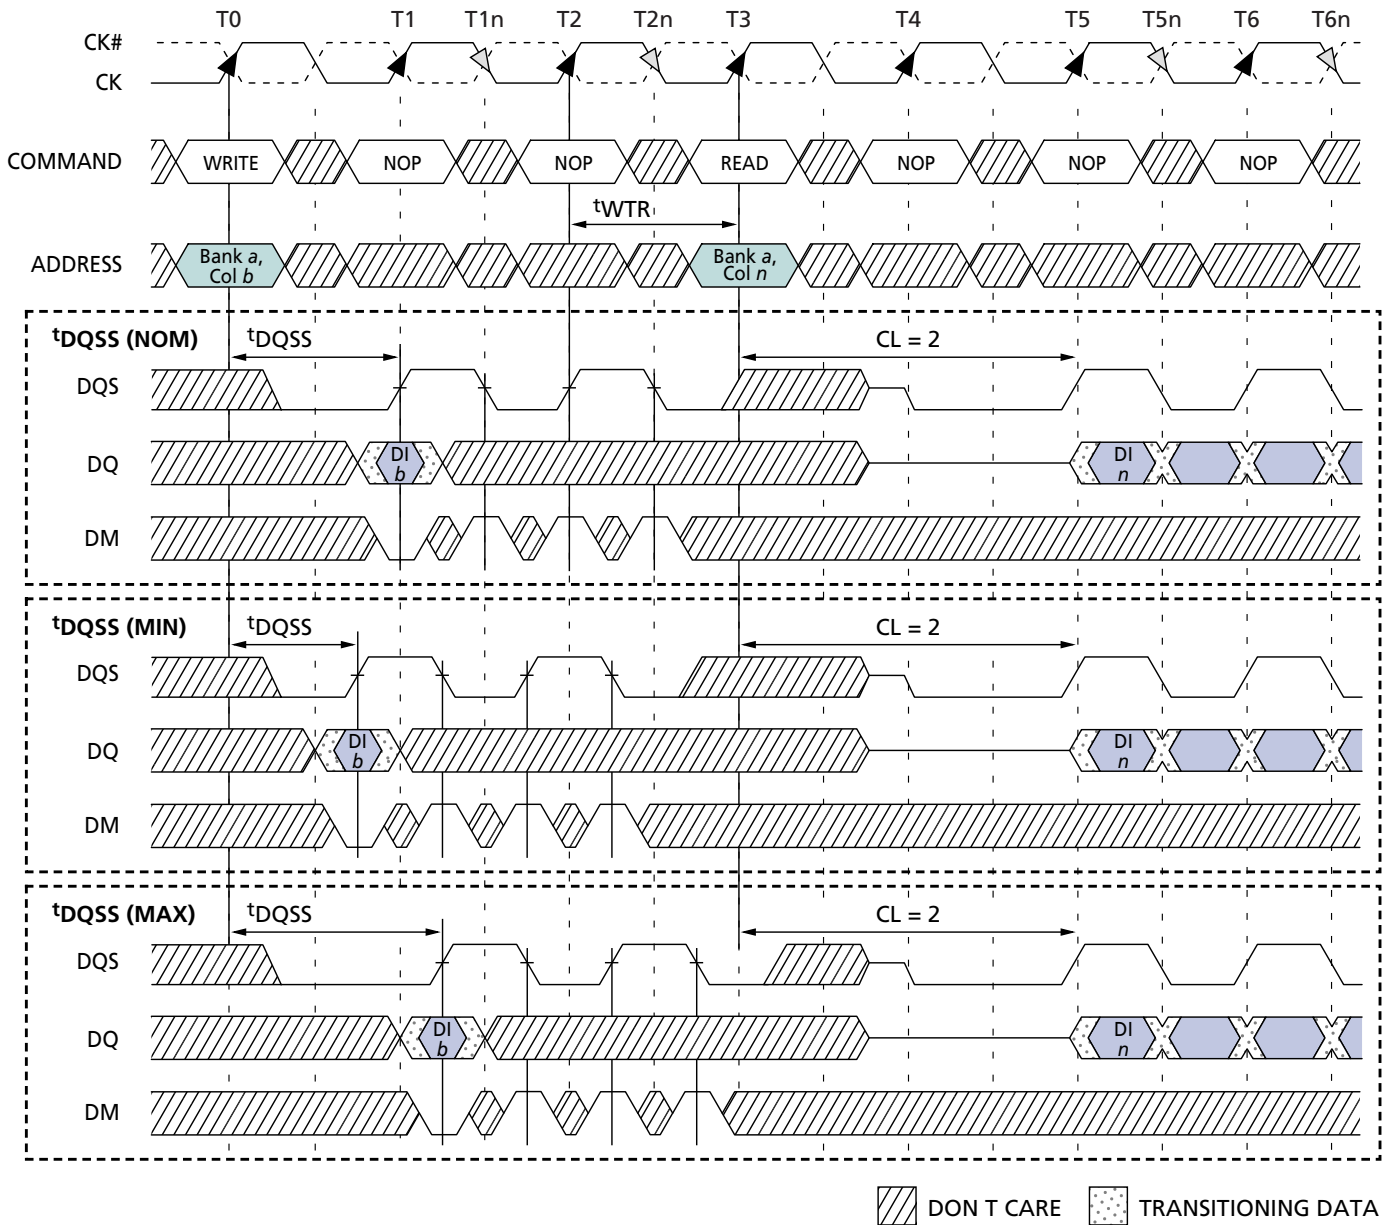 T0 T1 T1n T2 T2n T3 T4 T5 T5n T6 T6n
CK#
CK
COMMAND WRITE NOP NOP READ NOP NOP NOP
tWTR
ADDRESS Bank a, Col b Bank a, Col n
tDQSS (NOM) tDQSS CL = 2
DQS
DQ DI b DI n
DM
tDQSS (MIN) tDQSS CL = 2
DQS
DQ DI b DI n
DM
tDQSS (MAX) tDQSS CL = 2
DQS
DQ DI b DI n
DM
DON T CARE TRANSITIONING DATA